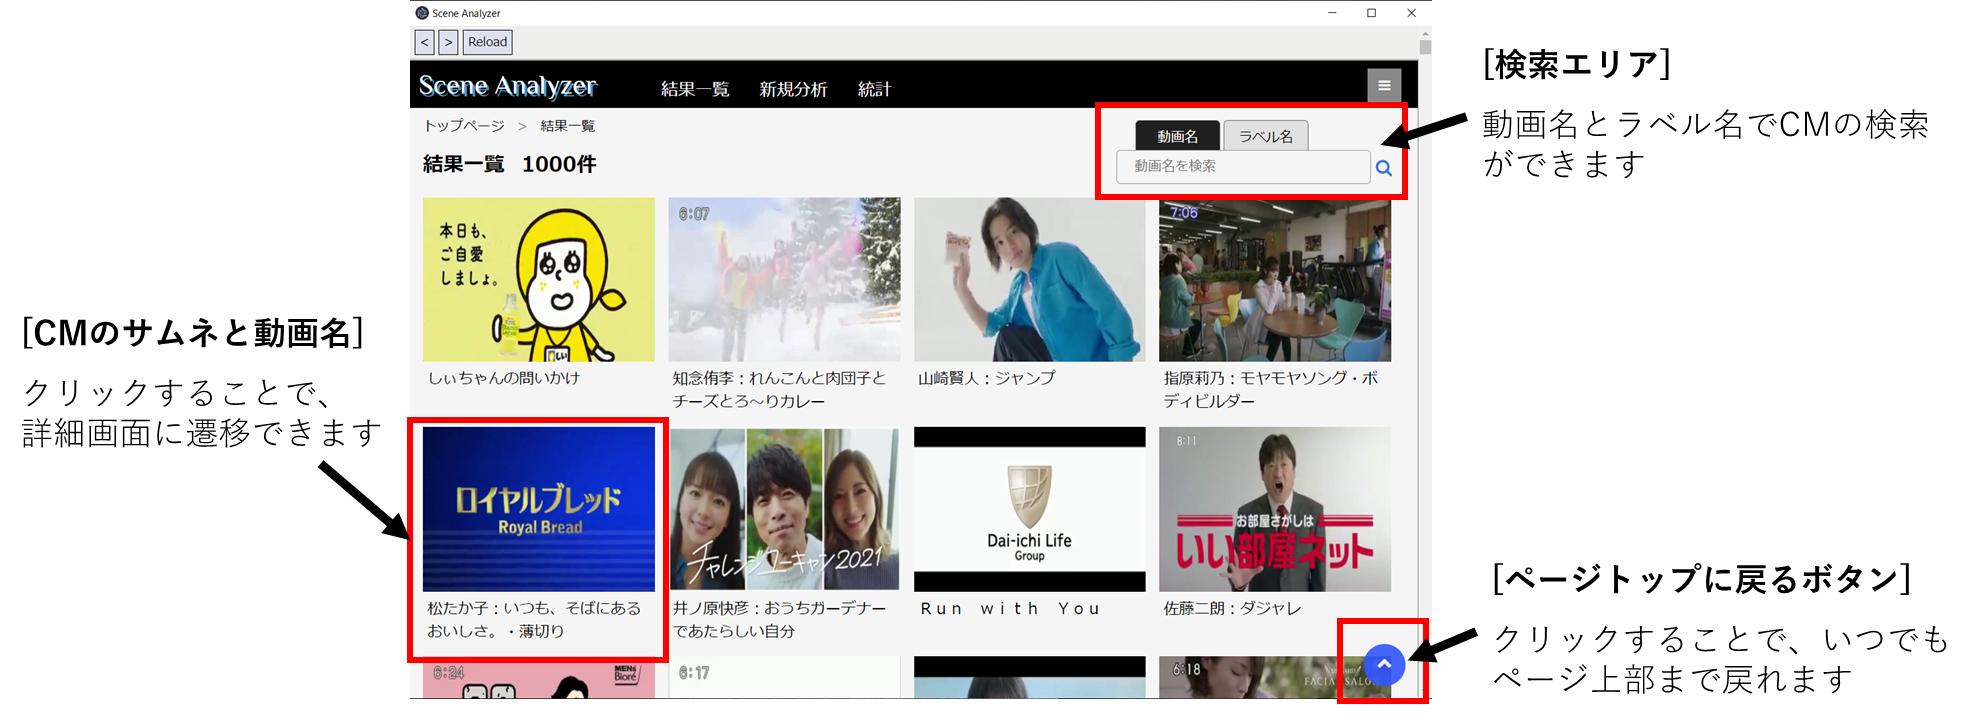 Scene Analyzer
< > Reload
Scene Analyzer 結果一覧 新規分析 統計
トップページ > 結果一覧
結果一覧 1000件
動画名 ラベル名
動画名を検索
[検索エリア]
動画名とラベル名でCMの検索
ができます
本日も、
ご自愛
しましょ。
しぃちゃんの問いかけ
6:07
知念侑李：れんこんと肉団子と
チーズとろ～りカレー
山﨑賢人：ジャンプ
7:05
指原莉乃：モヤモヤソング・ボ
ディビルダー
[CMのサムネと動画名]
クリックすることで、
詳細画面に遷移できます
ロイヤルブレッド
Royal Bread
松たか子：いつも、そばにある
おいしさ。・薄切り
チャレンジユーキャン2021
井ノ原快彦：おうちガーデナー
であたらしい自分
Dai-ichi Life
Group
Ｒｕｎ ｗｉｔｈ Ｙｏｕ
8:11
お部屋さがしは
いい部屋ネット
佐藤二朗：ダジャレ
[ページトップに戻るボタン]
クリックすることで、いつでも
ページ上部まで戻れます
6:24
MEN's
Bioré
6:17
6:18
FACIAL SALON